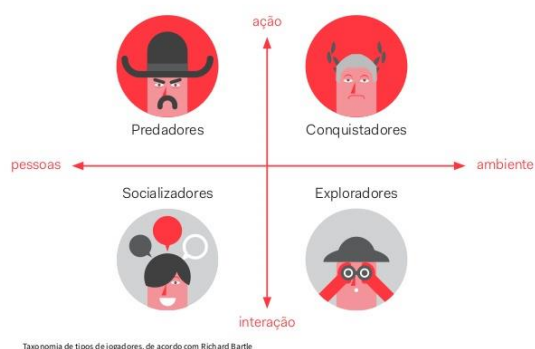 ação
Predadores
Conquistadores
pessoas
ambiente
Socializadores
Exploradores
interação
Taxonomia de tipos de jogadores, de acordo com Richard Bartle